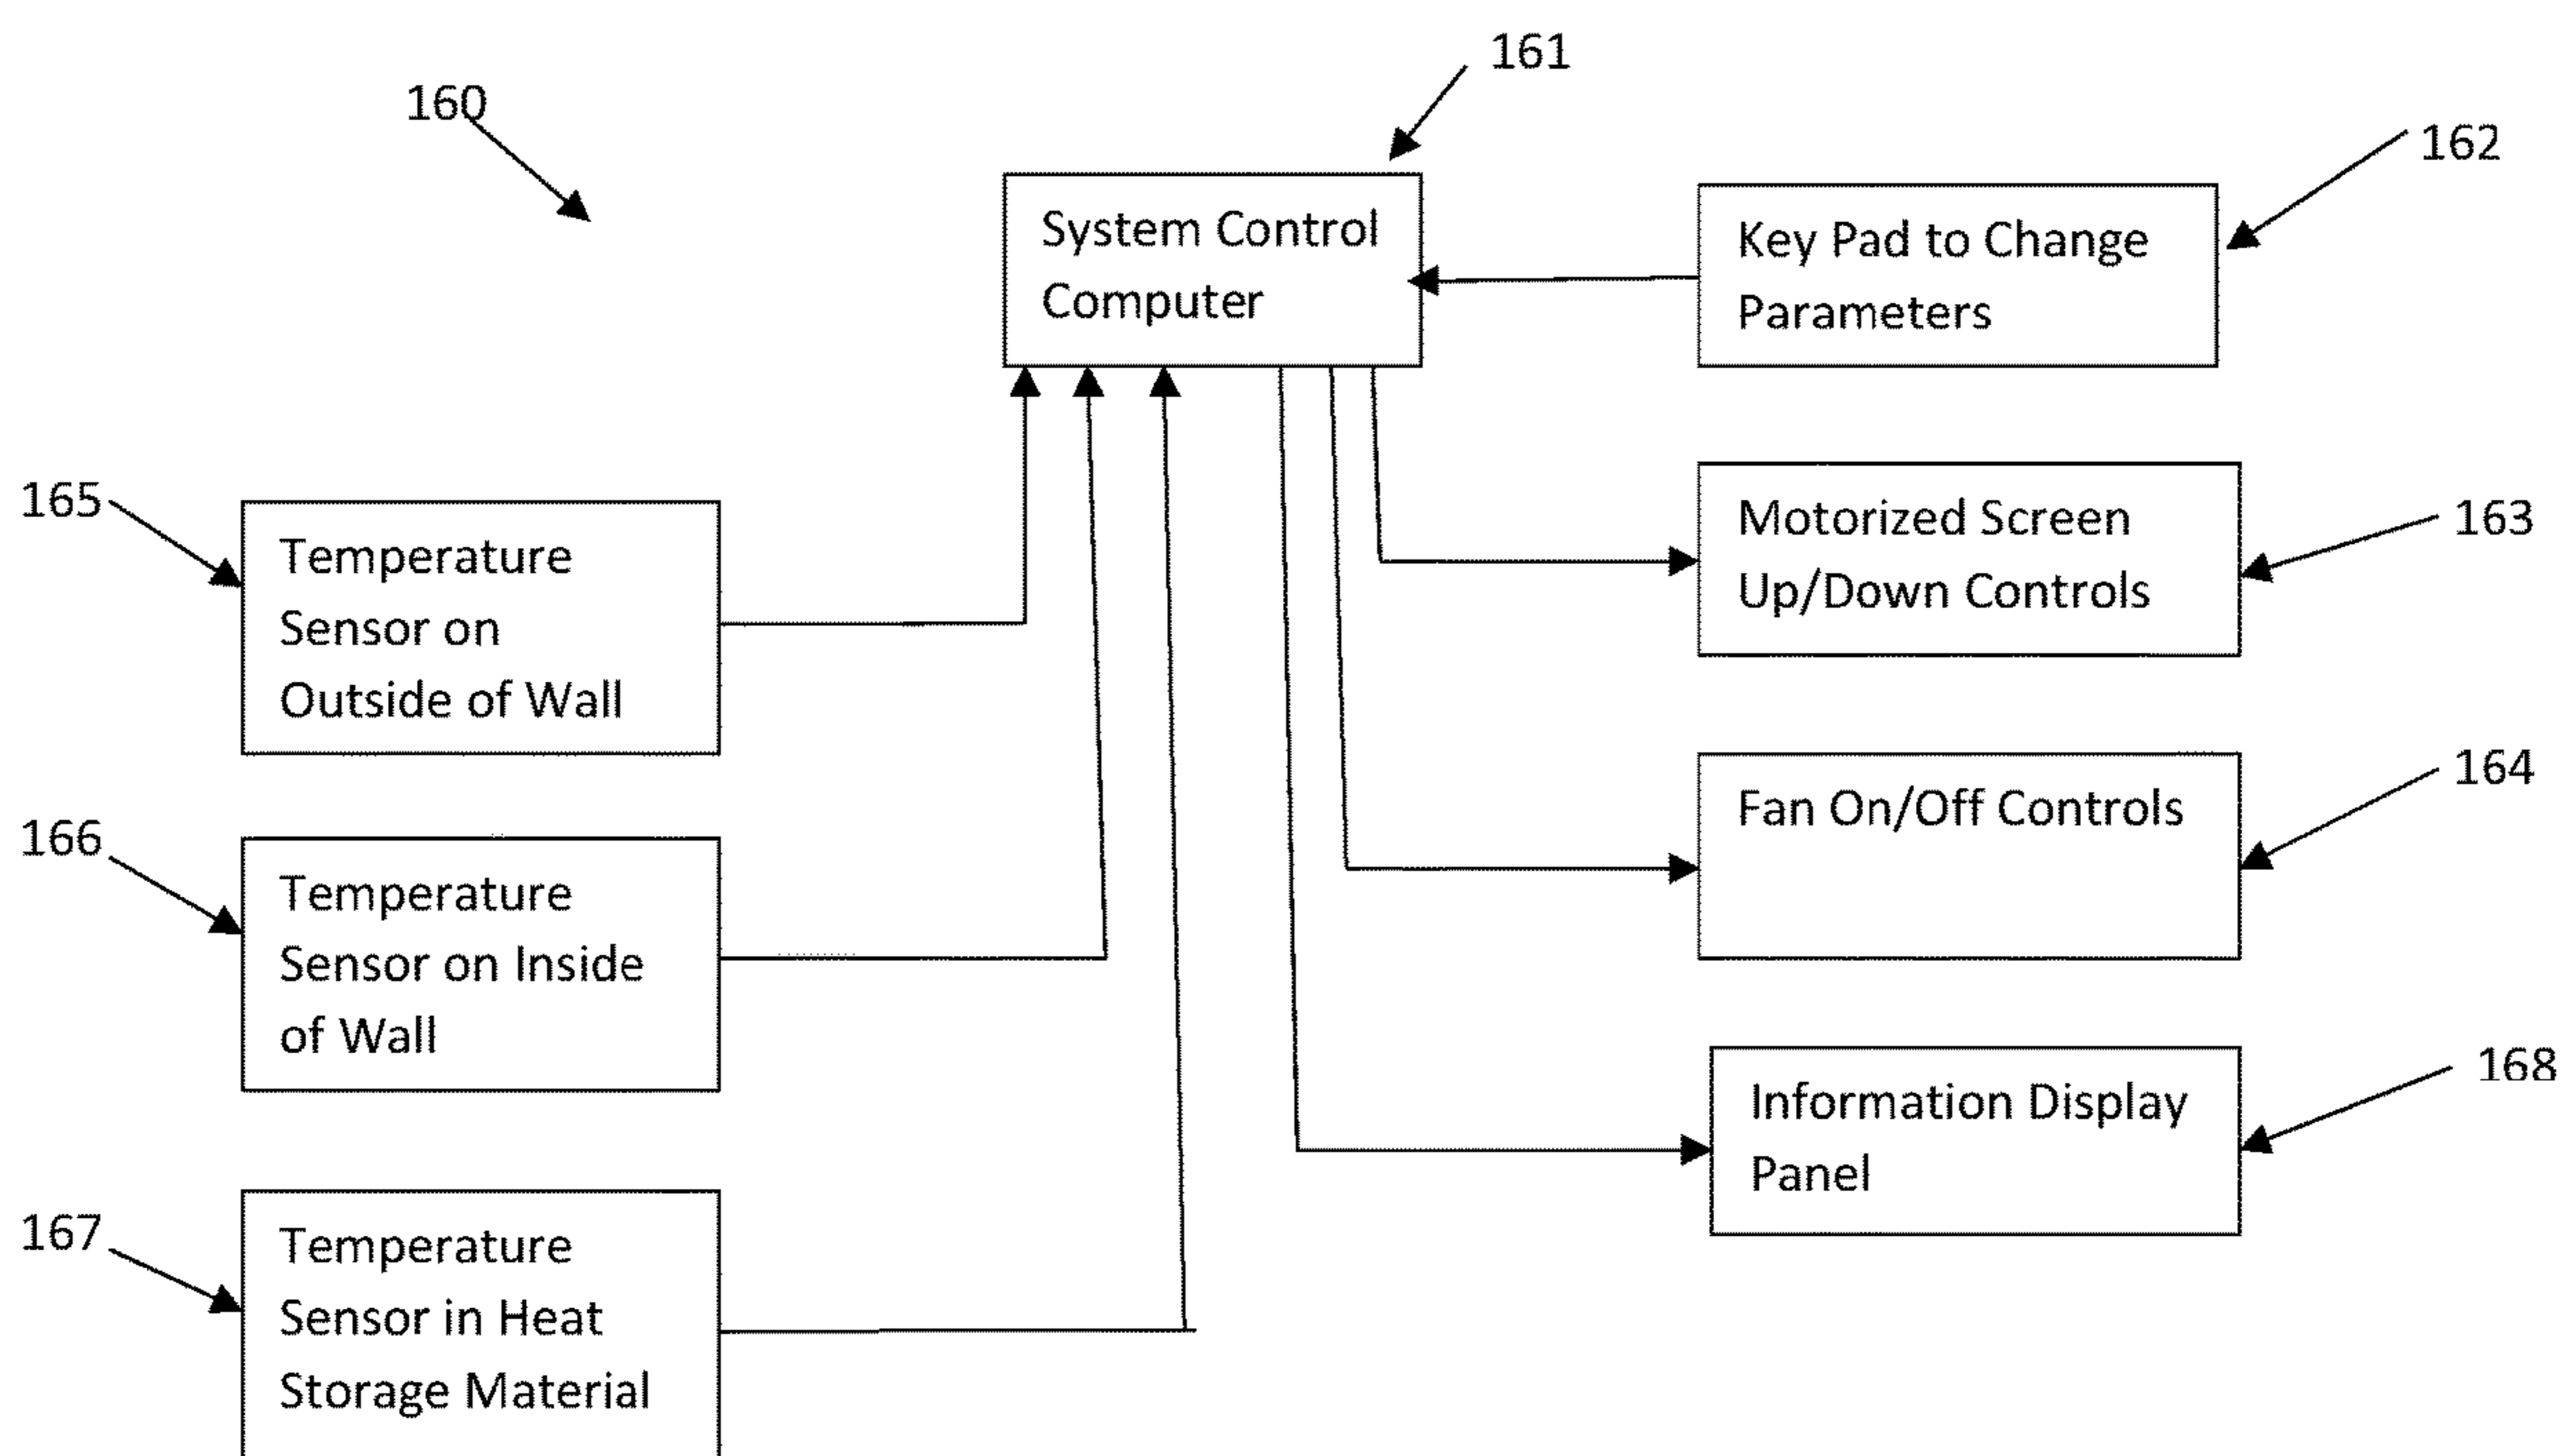 161
160
162
System Control
Computer
Key Pad to Change
Parameters
165
Temperature
Sensor on
Outside of Wall
Motorized Screen
Up/Down Controls
163
166
Temperature
Sensor on Inside
of Wall
Fan On/Off Controls
164
167
Temperature
Sensor in Heat
Storage Material
Information Display
Panel
168